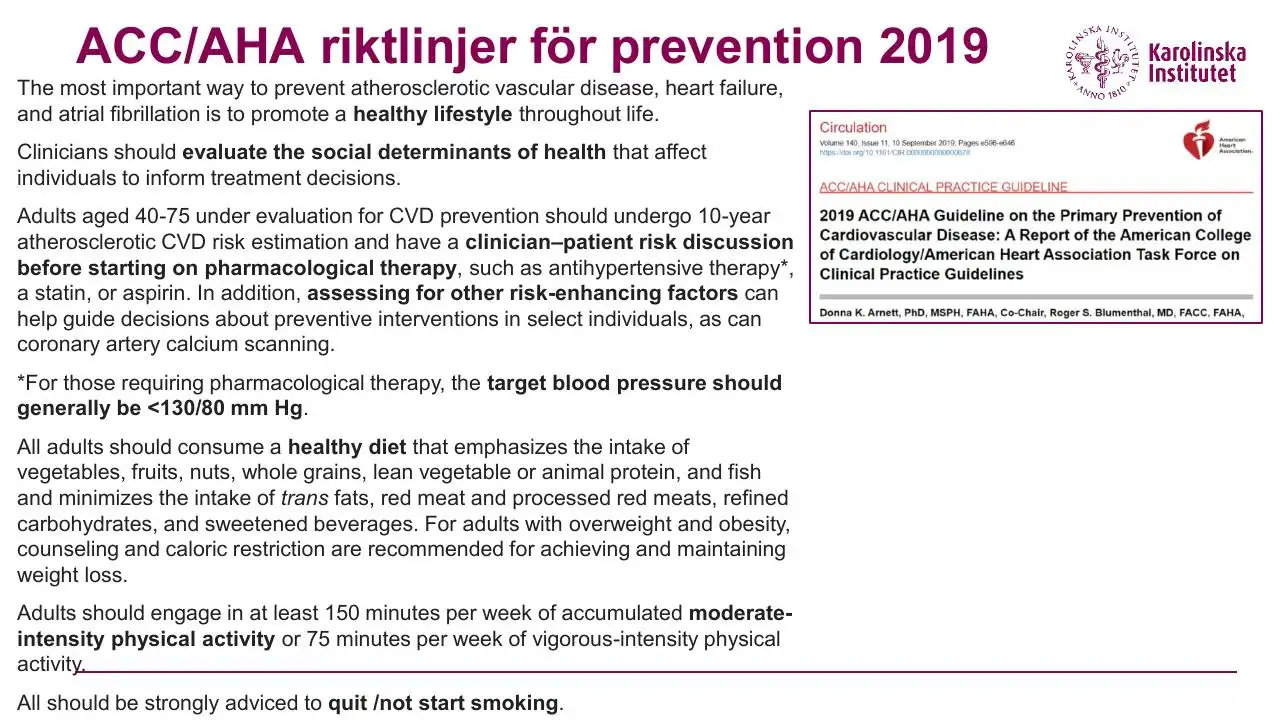 ACC/AHA riktlinjer för prevention 2019
KAROLINSKA INSTITUTET
ANNO 1810
Karolinska
Institutet
The most important way to prevent atherosclerotic vascular disease, heart failure,
and atrial fibrillation is to promote a healthy lifestyle throughout life.
Clinicians should evaluate the social determinants of health that affect
individuals to inform treatment decisions.
Adults aged 40-75 under evaluation for CVD prevention should undergo 10-year
atherosclerotic CVD risk estimation and have a clinician–patient risk discussion
before starting on pharmacological therapy, such as antihypertensive therapy*,
a statin, or aspirin. In addition, assessing for other risk-enhancing factors can
help guide decisions about preventive interventions in select individuals, as can
coronary artery calcium scanning.
*For those requiring pharmacological therapy, the target blood pressure should
generally be <130/80 mm Hg.
All adults should consume a healthy diet that emphasizes the intake of
vegetables, fruits, nuts, whole grains, lean vegetable or animal protein, and fish
and minimizes the intake of trans fats, red meat and processed red meats, refined
carbohydrates, and sweetened beverages. For adults with overweight and obesity,
counseling and caloric restriction are recommended for achieving and maintaining
weight loss.
Adults should engage in at least 150 minutes per week of accumulated moderate-
intensity physical activity or 75 minutes per week of vigorous-intensity physical
activity.
All should be strongly adviced to quit /not start smoking.
Circulation
Volume 140, Issue 11, 10 September 2019, Pages e596-e646
https://doi.org/10.1161/CIR.0000000000000678
American
Heart
Association.
ACC/AHA CLINICAL PRACTICE GUIDELINE
2019 ACC/AHA Guideline on the Primary Prevention of
Cardiovascular Disease: A Report of the American College
of Cardiology/American Heart Association Task Force on
Clinical Practice Guidelines
Donna K. Arnett, PhD, MSPH, FAHA, Co-Chair, Roger S. Blumenthal, MD, FACC, FAHA,